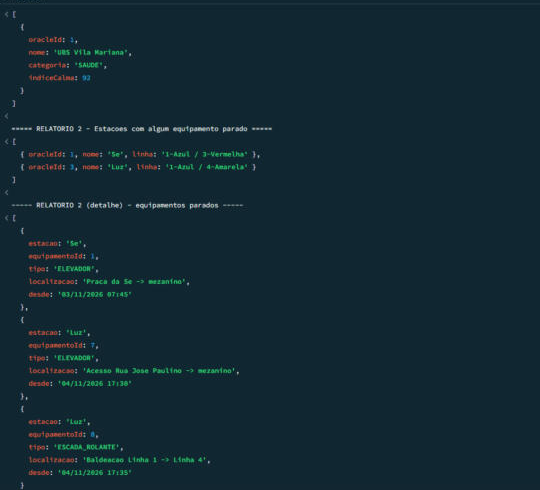 < [
{
oracleId: 1,
nome: 'UBS Vila Mariana',
categoria: 'SAUDE',
indiceCalma: 93
}
]
<
===== RELATORIO 2 - Estacoes com algum equipamento parado =====
< [
{ oracleId: 1, nome: 'Se', linha: '1-Azul / 3-Vermelha' },
{ oracleId: 3, nome: 'Luz', linha: '1-Azul / 4-Amarela' }
]
<
----- RELATORIO 2 (detalhe) - equipamentos parados -----
< [
{
estacao: 'Se',
equipamentoId: 1,
tipo: 'ELEVADOR',
localizacao: 'Praca da Se -> mezanino',
desde: '03/11/2026 07:45'
},
{
estacao: 'Luz',
equipamentoId: 7,
tipo: 'ELEVADOR',
localizacao: 'Acesso Rua Jose Paulino -> mezanino',
desde: '04/11/2026 17:30'
},
{
estacao: 'Luz',
equipamentoId: 8,
tipo: 'ESCADA_ROLANTE',
localizacao: 'Baldeacao Linha 1 -> Linha 4',
desde: '04/11/2026 17:35'
}